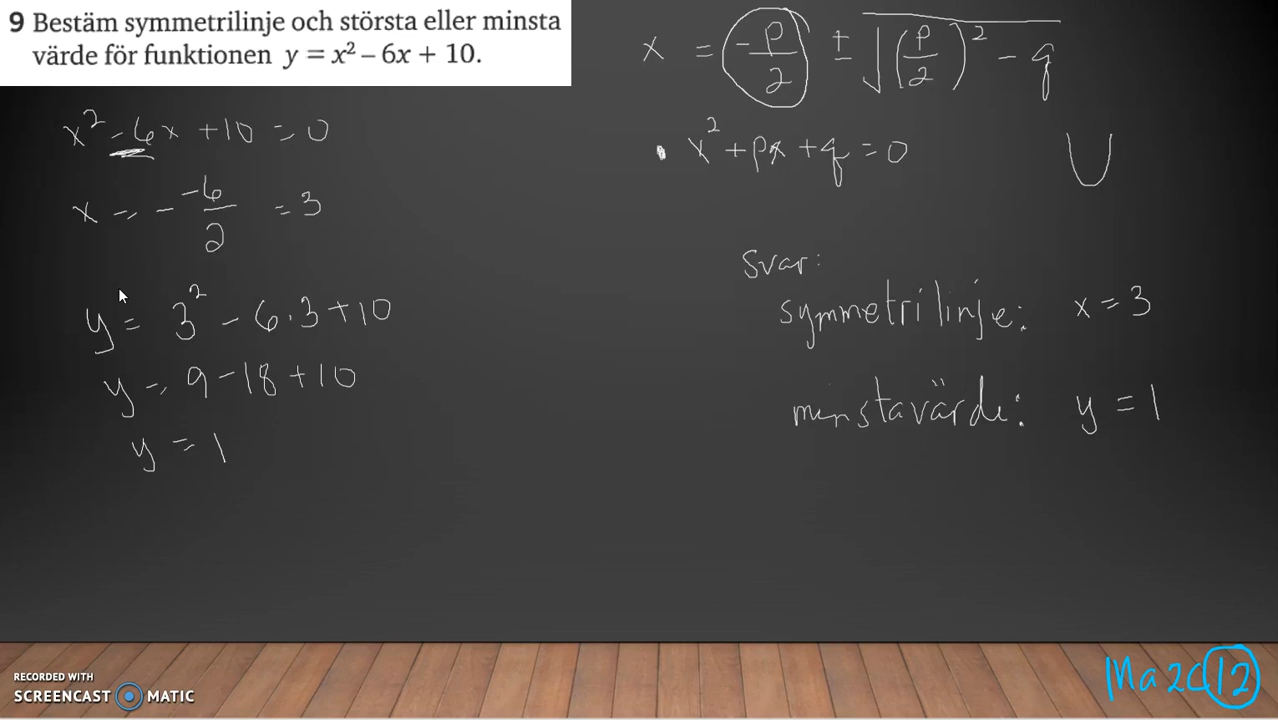 9 Bestäm symmetrilinje och största eller minsta
värde för funktionen y = x² – 6x + 10.
x² - 6x + 10 = 0
x = - -6/2 = 3
y = 3² - 6·3 + 10
y = 9 - 18 + 10
y = 1
x = -p/2 ± √((p/2)² - q)
x² + px + q = 0
Svar:
symmetrilinje: x = 3
minstavärde: y = 1
RECORDED WITH
SCREENCAST MATIC
Ma2c 12